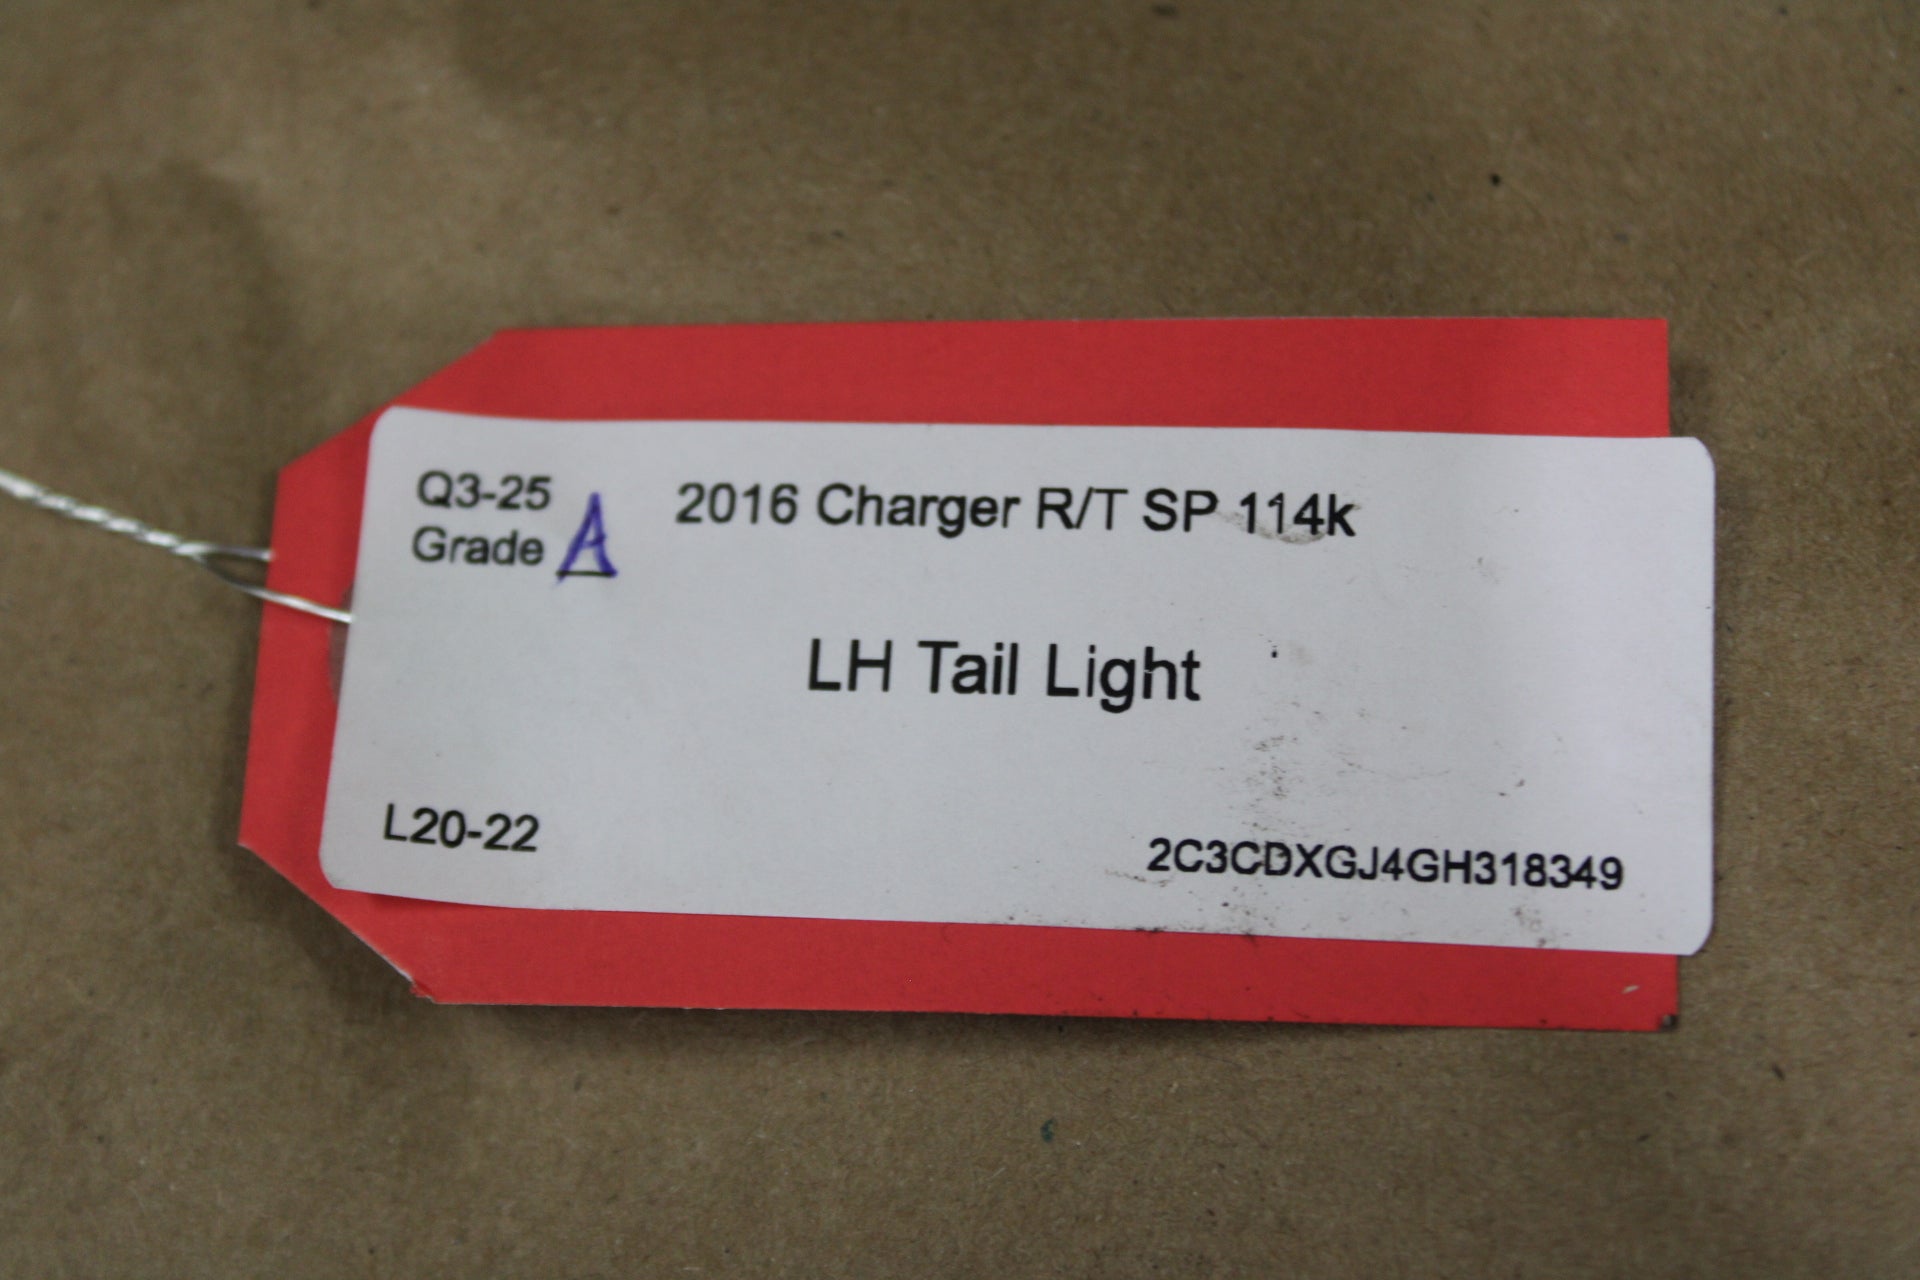 Q3-25
Grade A
2016 Charger R/T SP 114k
LH Tail Light
L20-22
2C3CDXGJ4GH318349